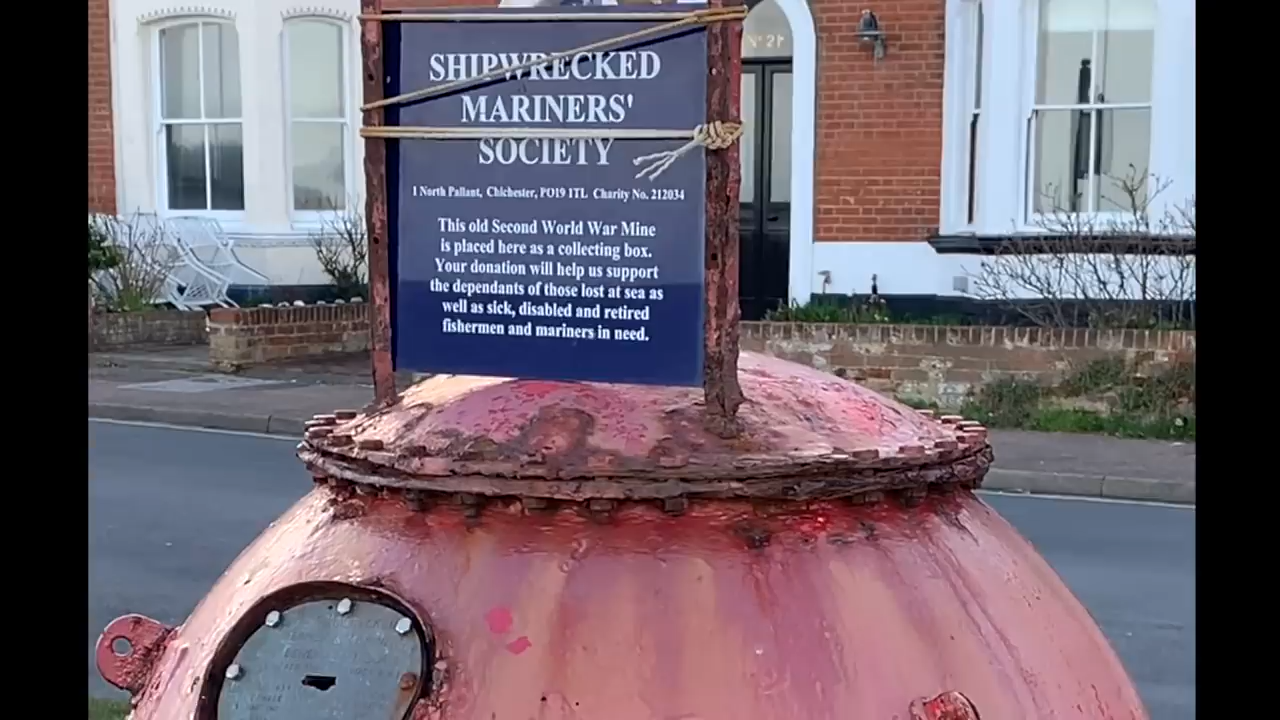 Nº 21
SHIPWRECKED
MARINERS'
SOCIETY
1 North Pallant, Chichester, PO19 1TL Charity No. 212034
This old Second World War Mine
is placed here as a collecting box.
Your donation will help us support
the dependants of those lost at sea as
well as sick, disabled and retired
fishermen and mariners in need.